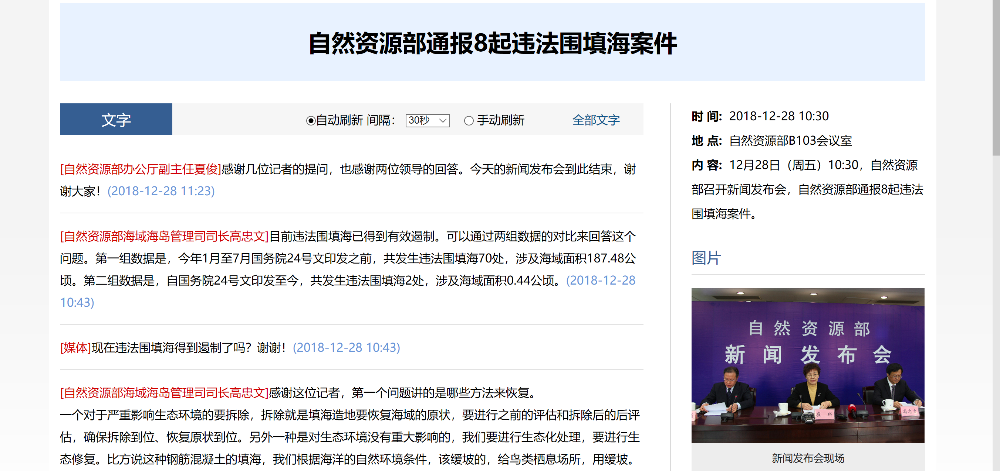 自然资源部通报8起违法围填海案件
文字
自动刷新 间隔： 30秒 手动刷新 全部文字
[自然资源部办公厅副主任夏俊]感谢几位记者的提问，也感谢两位领导的回答。今天的新闻发布会到此结束，谢
谢大家！(2018-12-28 11:23)
[自然资源部海域海岛管理司司长高忠文]目前违法围填海已得到有效遏制。可以通过两组数据的对比来回答这个
问题。第一组数据是，今年1月至7月国务院24号文印发之前，共发生违法围填海70处，涉及海域面积187.48公
顷。第二组数据是，自国务院24号文印发至今，共发生违法围填海2处，涉及海域面积0.44公顷。(2018-12-28
10:43)
[媒体]现在违法围填海得到遏制了吗？谢谢！(2018-12-28 10:43)
[自然资源部海域海岛管理司司长高忠文]感谢这位记者，第一个问题讲的是哪些方法来恢复。
一个对于严重影响生态环境的要拆除，拆除就是填海造地要恢复海域的原状，要进行之前的评估和拆除后的后评
估，确保拆除到位、恢复原状到位。另外一种是对生态环境没有重大影响的，我们要进行生态化处理，要进行生
态修复。比方说这种钢筋混凝土的填海，我们根据海洋的自然环境条件，该缓坡的，给鸟类栖息场所，用缓坡。
时 间： 2018-12-28 10:30
地 点： 自然资源部B103会议室
内 容： 12月28日（周五）10:30，自然资源
部召开新闻发布会，自然资源部通报8起违法
围填海案件。
图片
自然资源部
新闻发布会
崔 瑛
高忠文
新闻发布会现场